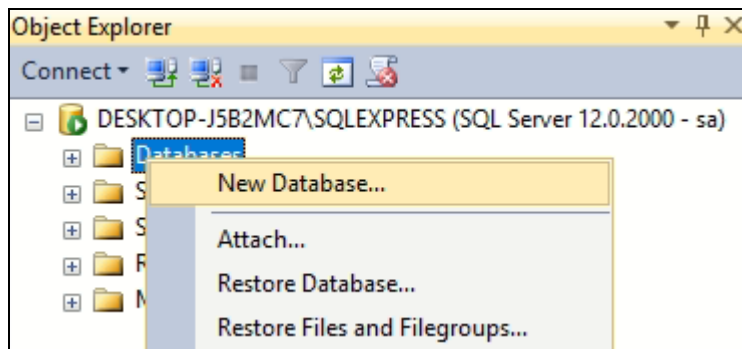 Object Explorer
Connect
DESKTOP-J5B2MC7\SQLEXPRESS (SQL Server 12.0.2000 - sa)
Databases
New Database...
S
Attach...
S
Restore Database...
R
Restore Files and Filegroups...
M